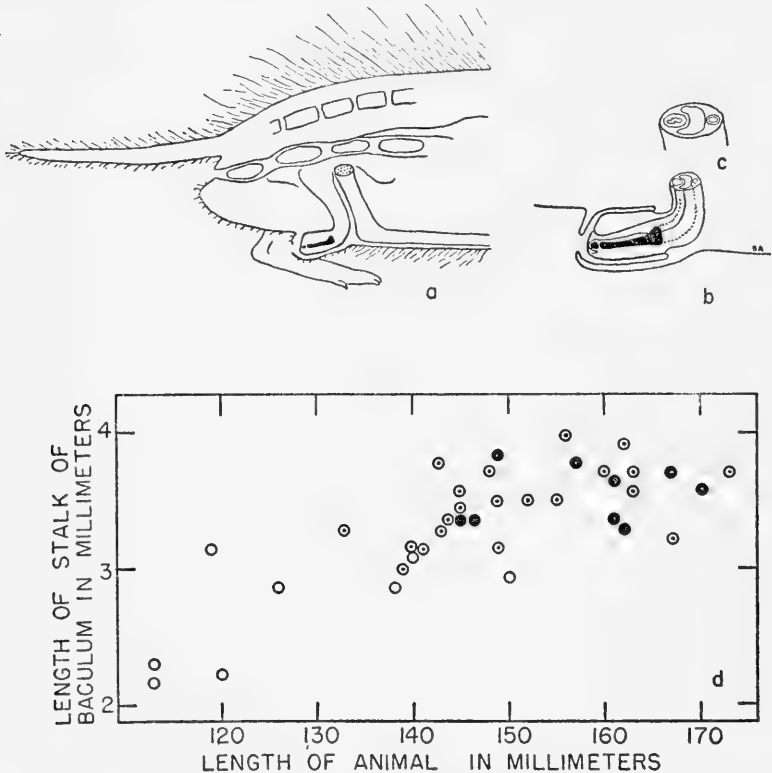 c
a
b
SA
LENGTH OF STALK OF
BACULUM IN MILLIMETERS
4
3
2
d
120 130 140 150 160 170
LENGTH OF ANIMAL IN MILLIMETERS